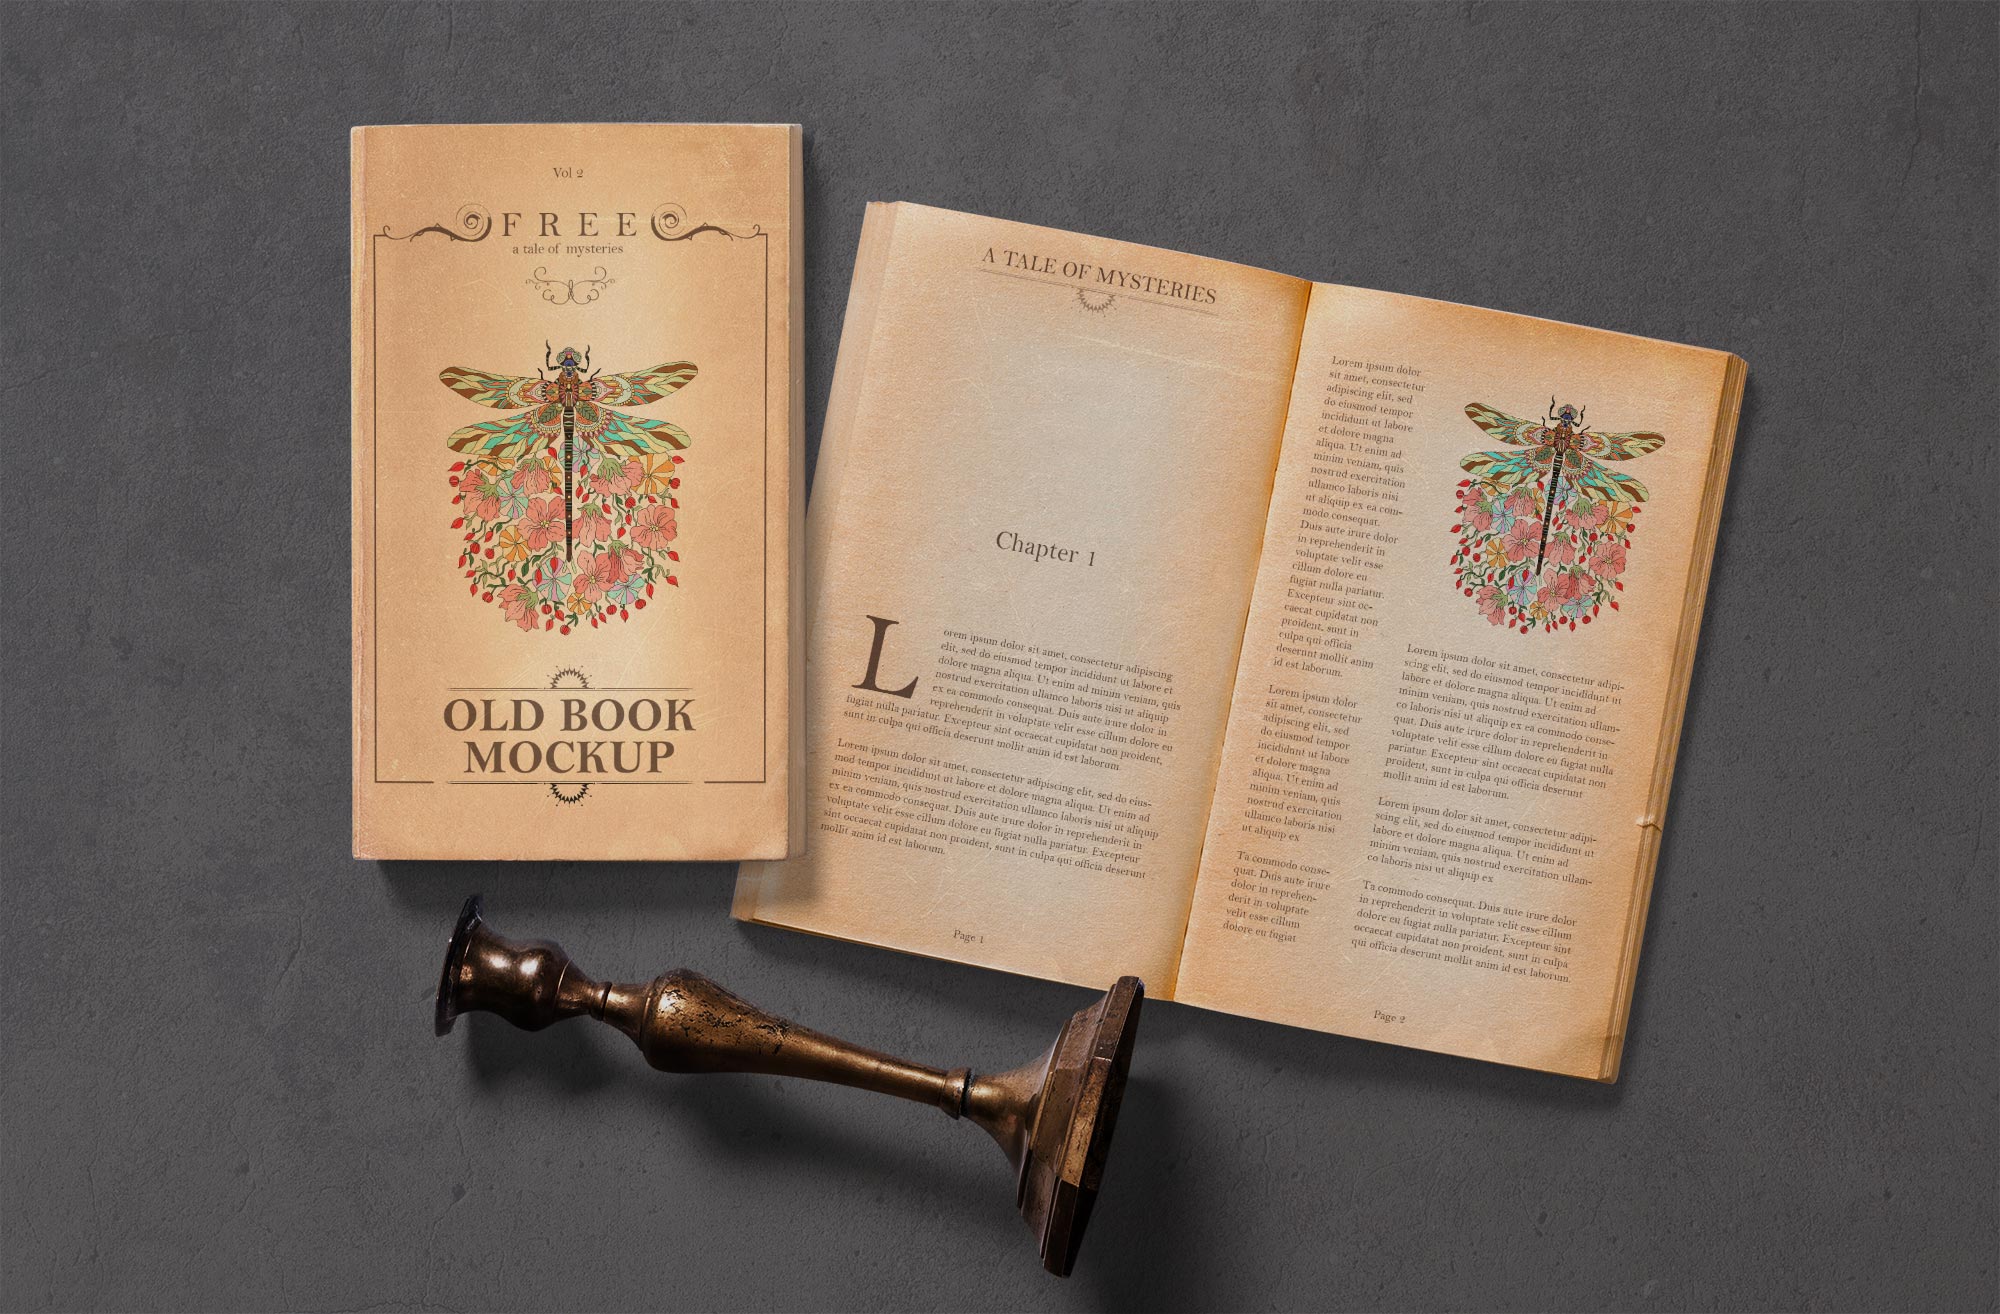 Vol 2
FREE
a tale of mysteries
OLD BOOK
MOCKUP
A TALE OF MYSTERIES
Chapter 1
Lorem ipsum dolor sit amet, consectetur adipiscing
elit, sed do eiusmod tempor incididunt ut labore et
dolore magna aliqua. Ut enim ad minim veniam, quis
nostrud exercitation ullamco laboris nisi ut aliquip
ex ea commodo consequat. Duis aute irure dolor in
reprehenderit in voluptate velit esse cillum dolore eu
fugiat nulla pariatur. Excepteur sint occaecat cupidatat non proident,
sunt in culpa qui officia deserunt mollit anim id est laborum.
Lorem ipsum dolor sit amet, consectetur adipiscing elit, sed do eius-
mod tempor incididunt ut labore et dolore magna aliqua. Ut enim ad
minim veniam, quis nostrud exercitation ullamco laboris nisi ut aliquip
ex ea commodo consequat. Duis aute irure dolor in reprehenderit in
voluptate velit esse cillum dolore eu fugiat nulla pariatur. Excepteur
sint occaecat cupidatat non proident, sunt in culpa qui officia deserunt
mollit anim id est laborum.
Page 1
Lorem ipsum dolor
sit amet, consectetur
adipiscing elit, sed
do eiusmod tempor
incididunt ut labore
et dolore magna
aliqua. Ut enim ad
minim veniam, quis
nostrud exercitation
ullamco laboris nisi
ut aliquip ex ea com-
modo consequat.
Duis aute irure dolor
in reprehenderit in
voluptate velit esse
cillum dolore eu
fugiat nulla pariatur.
Excepteur sint oc-
caecat cupidatat non
proident, sunt in
culpa qui officia
deserunt mollit anim
id est laborum.
Lorem ipsum dolor
sit amet, consectetur
adipiscing elit, sed
do eiusmod tempor
incididunt ut labore
et dolore magna
aliqua. Ut enim ad
minim veniam, quis
nostrud exercitation
ullamco laboris nisi
ut aliquip ex
Ta commodo conse-
quat. Duis aute irure
dolor in reprehen-
derit in voluptate
velit esse cillum
dolore eu fugiat
Lorem ipsum dolor sit amet, consectetur adipi-
scing elit, sed do eiusmod tempor incididunt ut
labore et dolore magna aliqua. Ut enim ad
minim veniam, quis nostrud exercitation ullam-
co laboris nisi ut aliquip ex ea commodo conse-
quat. Duis aute irure dolor in reprehenderit in
voluptate velit esse cillum dolore eu fugiat nulla
pariatur. Excepteur sint occaecat cupidatat non
proident, sunt in culpa qui officia deserunt
mollit anim id est laborum.
Lorem ipsum dolor sit amet, consectetur adipi-
scing elit, sed do eiusmod tempor incididunt ut
labore et dolore magna aliqua. Ut enim ad
minim veniam, quis nostrud exercitation ullam-
co laboris nisi ut aliquip ex
Ta commodo consequat. Duis aute irure dolor
in reprehenderit in voluptate velit esse cillum
dolore eu fugiat nulla pariatur. Excepteur sint
occaecat cupidatat non proident, sunt in culpa
qui officia deserunt mollit anim id est laborum.
Page 2